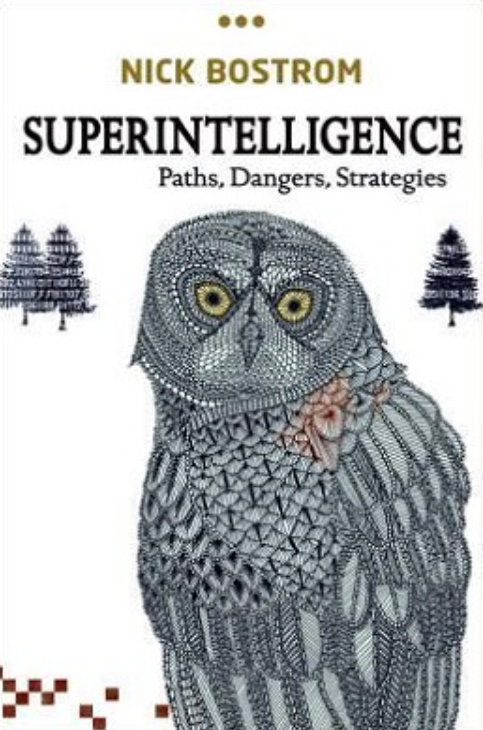 NICK BOSTROM
SUPERINTELLIGENCE
Paths, Dangers, Strategies